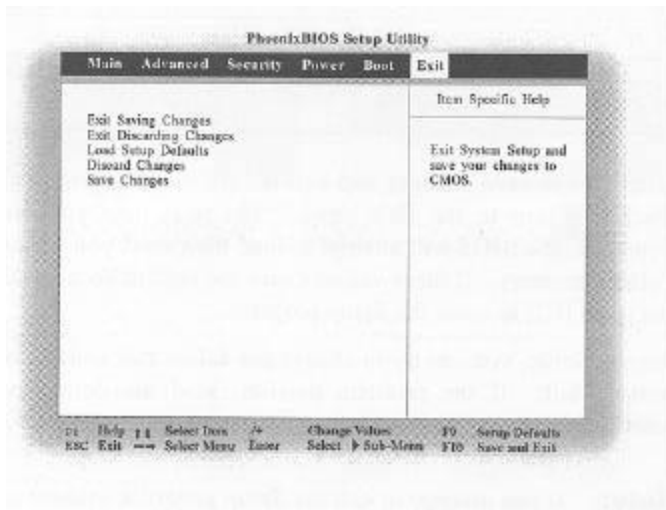 PhoenixBIOS Setup Utility
Main Advanced Security Power Boot Exit
Item Specific Help
Exit Saving Changes
Exit Discarding Changes
Load Setup Defaults
Discard Changes
Save Changes
Exit System Setup and
save your changes to
CMOS.
F1 Help Select Item /+ Change Values F9 Setup Defaults
ESC Exit Select Menu Enter Select Sub-Menu F10 Save and Exit